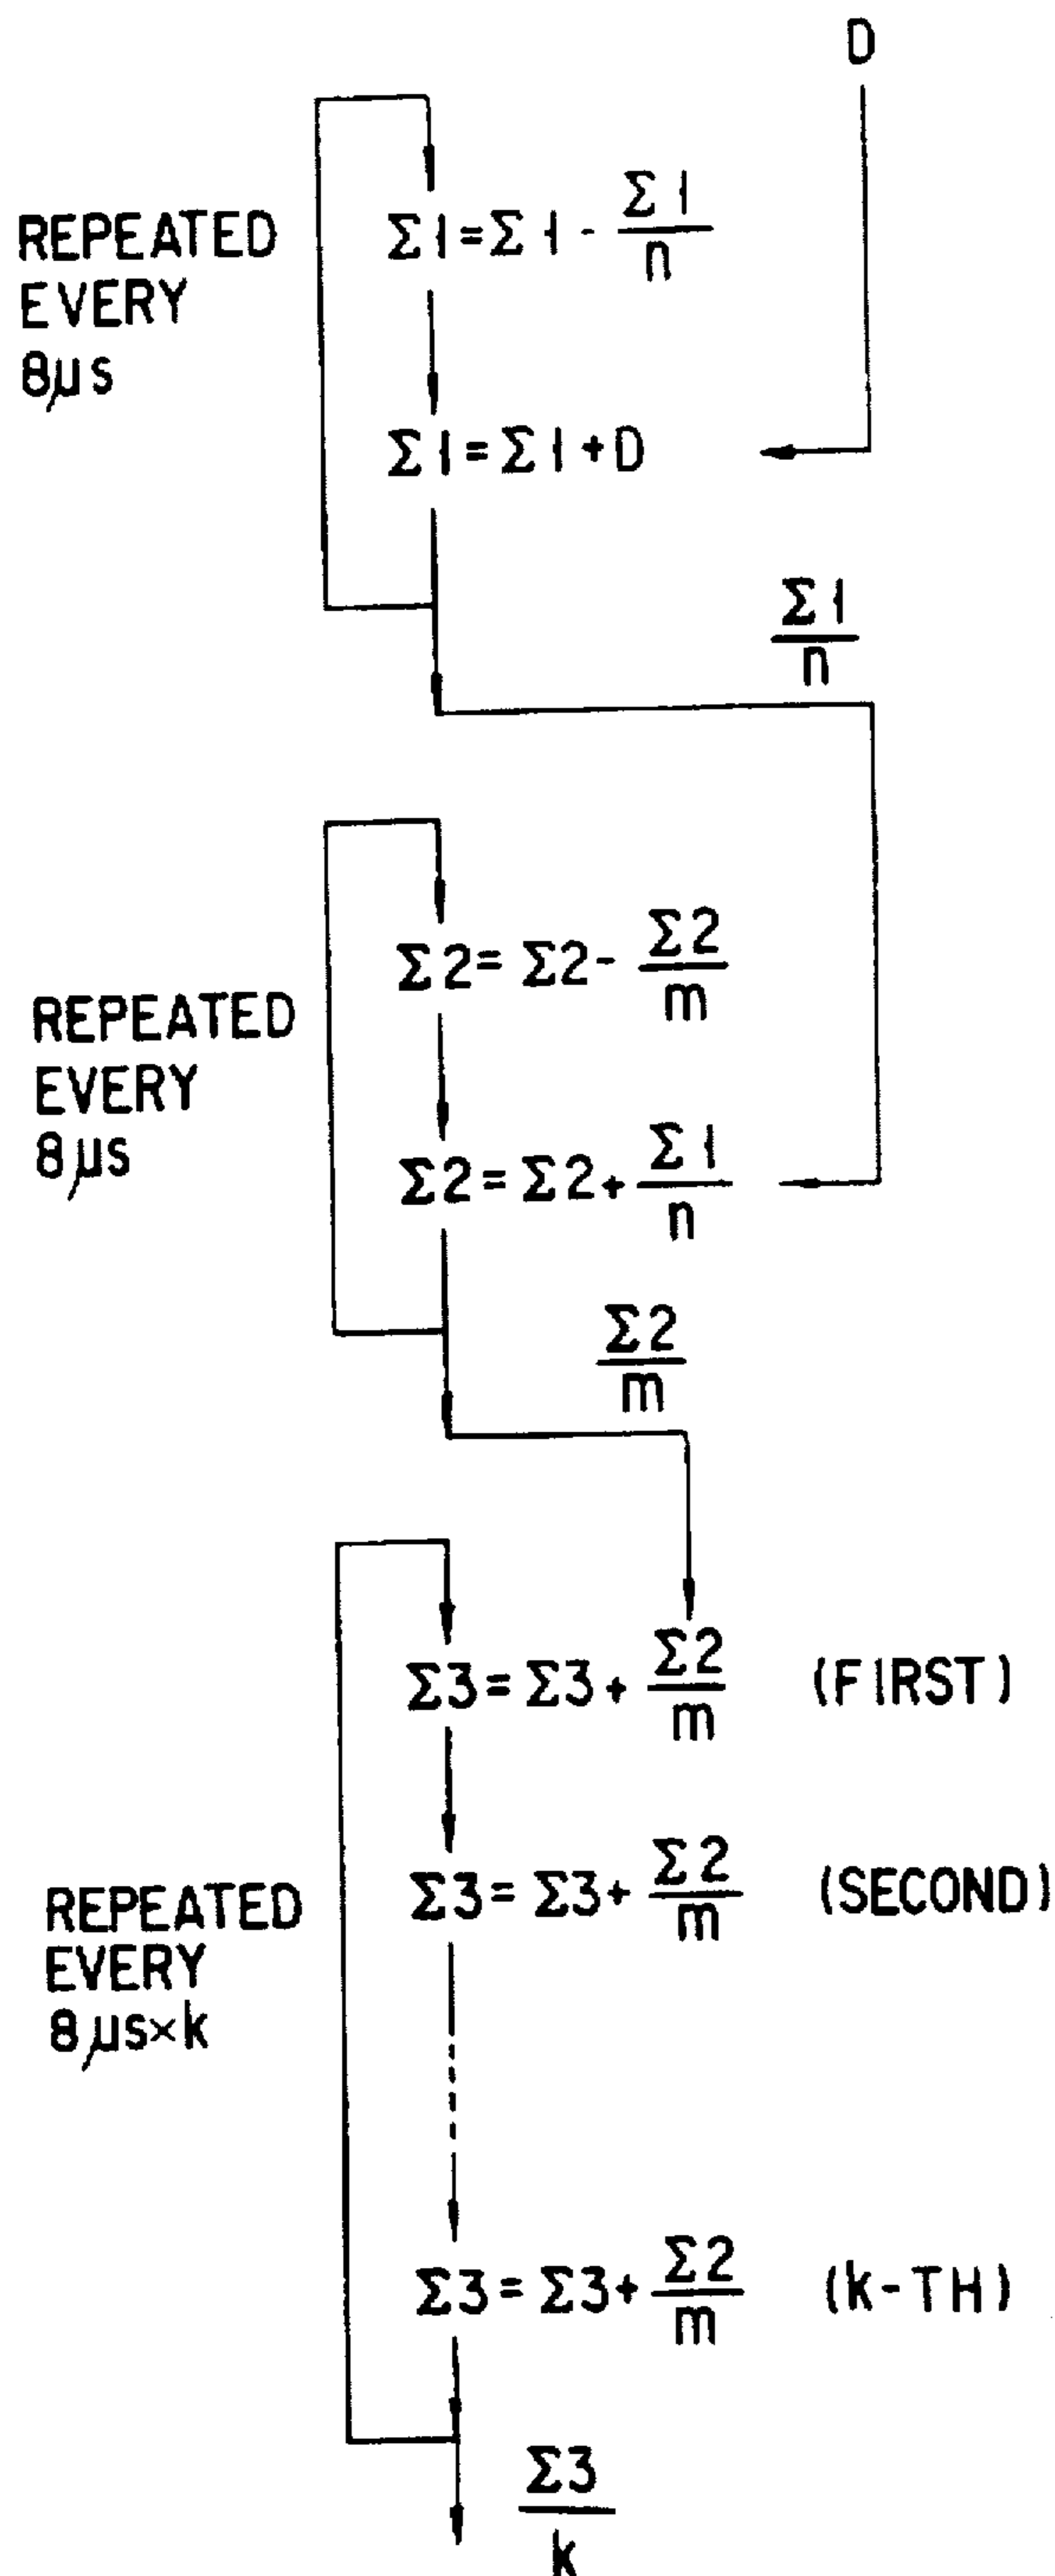 D
REPEATED
EVERY
8μs
Σ1=Σ1-Σ1/n
Σ1=Σ1+D
Σ1/n
REPEATED
EVERY
8μs
Σ2=Σ2-Σ2/m
Σ2=Σ2+Σ1/n
Σ2/m
REPEATED
EVERY
8μs×k
Σ3=Σ3+Σ2/m (FIRST)
Σ3=Σ3+Σ2/m (SECOND)
Σ3=Σ3+Σ2/m (k-TH)
Σ3/k